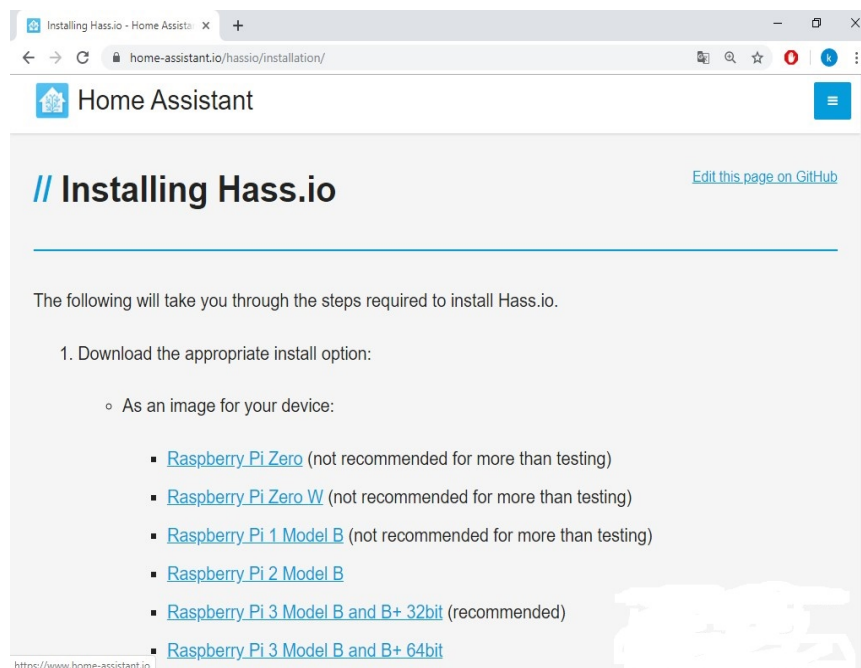 Installing Hass.io - Home Assista
home-assistant.io/hassio/installation/
k
Home Assistant
// Installing Hass.io
Edit this page on GitHub
The following will take you through the steps required to install Hass.io.
1. Download the appropriate install option:
As an image for your device:
Raspberry Pi Zero (not recommended for more than testing)
Raspberry Pi Zero W (not recommended for more than testing)
Raspberry Pi 1 Model B (not recommended for more than testing)
Raspberry Pi 2 Model B
Raspberry Pi 3 Model B and B+ 32bit (recommended)
Raspberry Pi 3 Model B and B+ 64bit
https://www.home-assistant.io